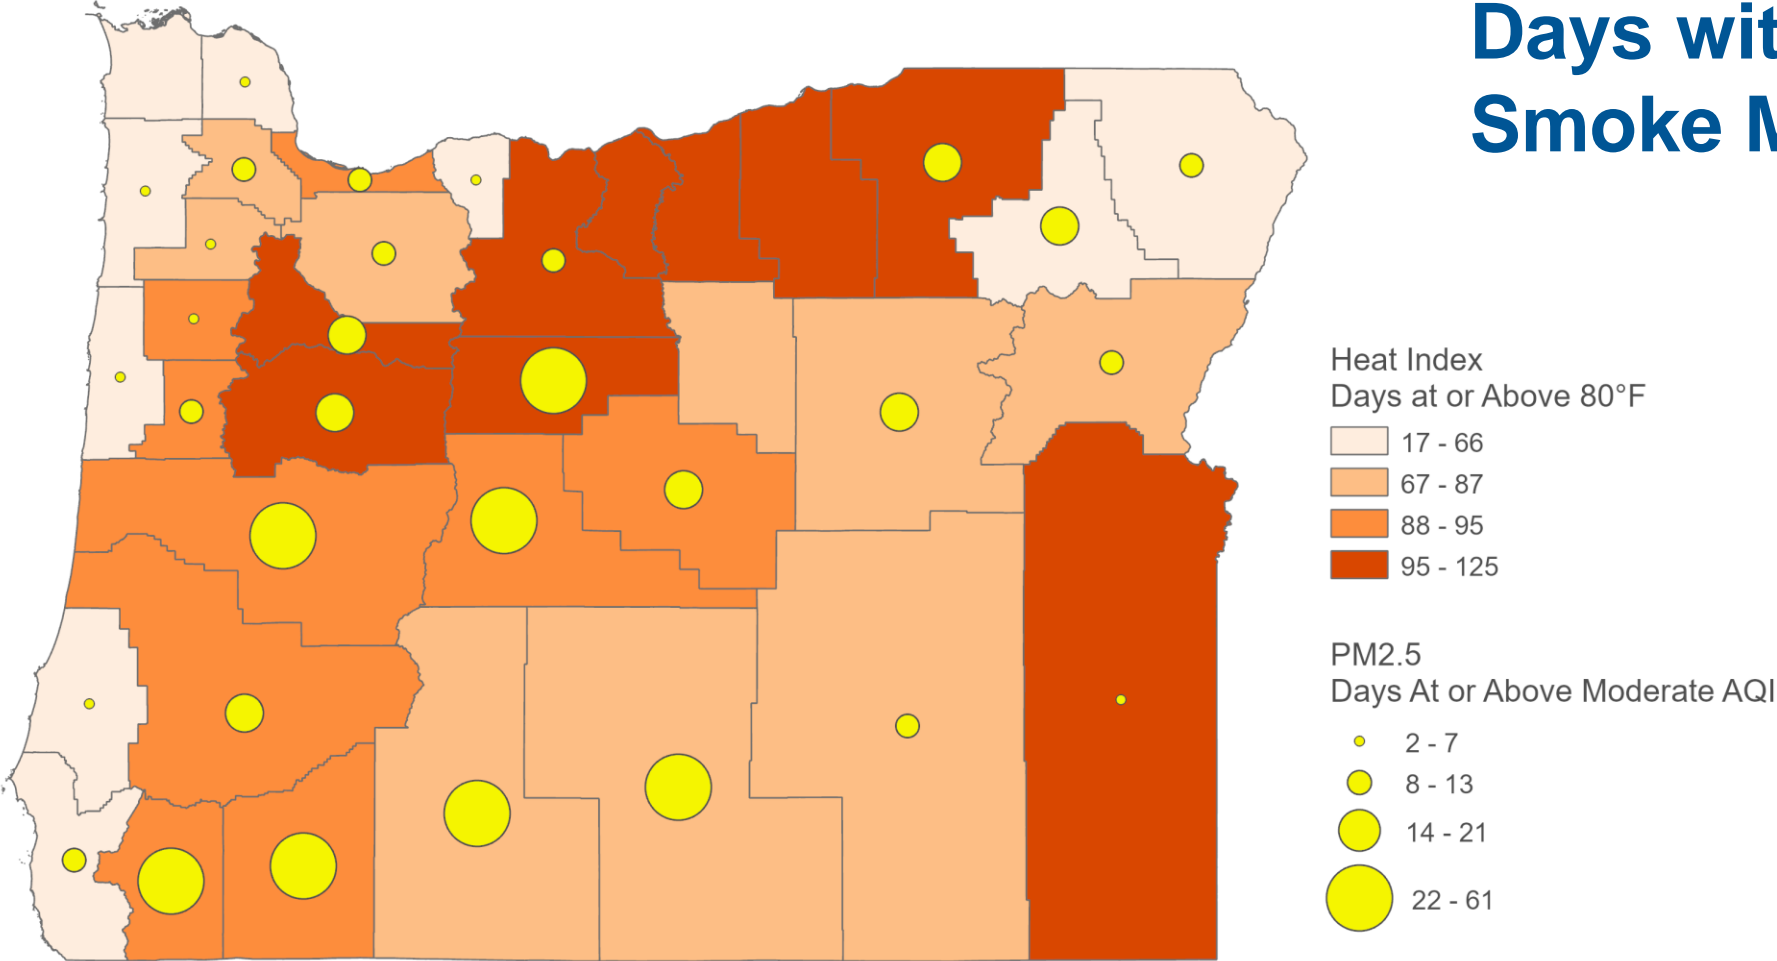 Days wit
Smoke M
Heat Index
Days at or Above 80°F
17 - 66
67 - 87
88 - 95
95 - 125
PM2.5
Days At or Above Moderate AQI
2 - 7
8 - 13
14 - 21
22 - 61